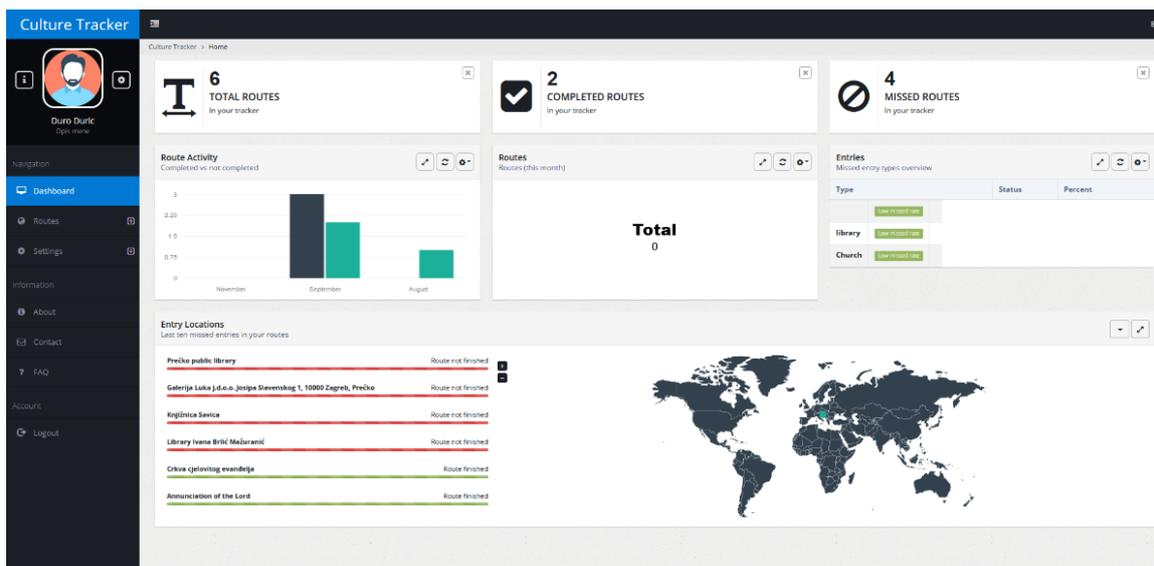 Culture Tracker
Culture Tracker > Home
i
Duro Duric
Opis mene
Navigation
Dashboard
Routes
Settings
Information
About
Contact
? FAQ
Account
Logout
6
TOTAL ROUTES
In your tracker
2
COMPLETED ROUTES
In your tracker
4
MISSED ROUTES
In your tracker
Route Activity
Completed vs not completed
3
2.25
1.5
0.75
0
November September August
Routes
Routes (this month)
Total
0
Entries
Missed entry types overview
Type Status Percent
Low missed rate
library Low missed rate
Church Low missed rate
Entry Locations
Last ten missed entries in your routes
Prečko public library Route not finished
Galerija Luka j.d.o.o. Josipa Slavenskog 1, 10000 Zagreb, Prečko Route not finished
Knjižnica Savica Route not finished
Library Ivana Brlić Mažuranić Route not finished
Crkva cjelovitog evanđelja Route finished
Annunciation of the Lord Route finished
+
−